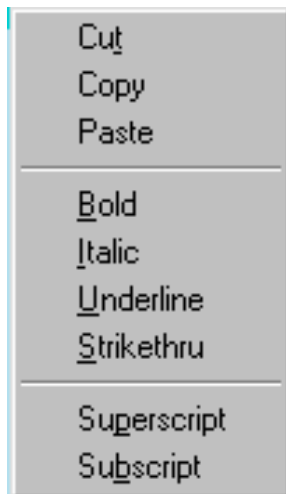 Cut
Copy
Paste
Bold
Italic
Underline
Strikethru
Superscript
Subscript